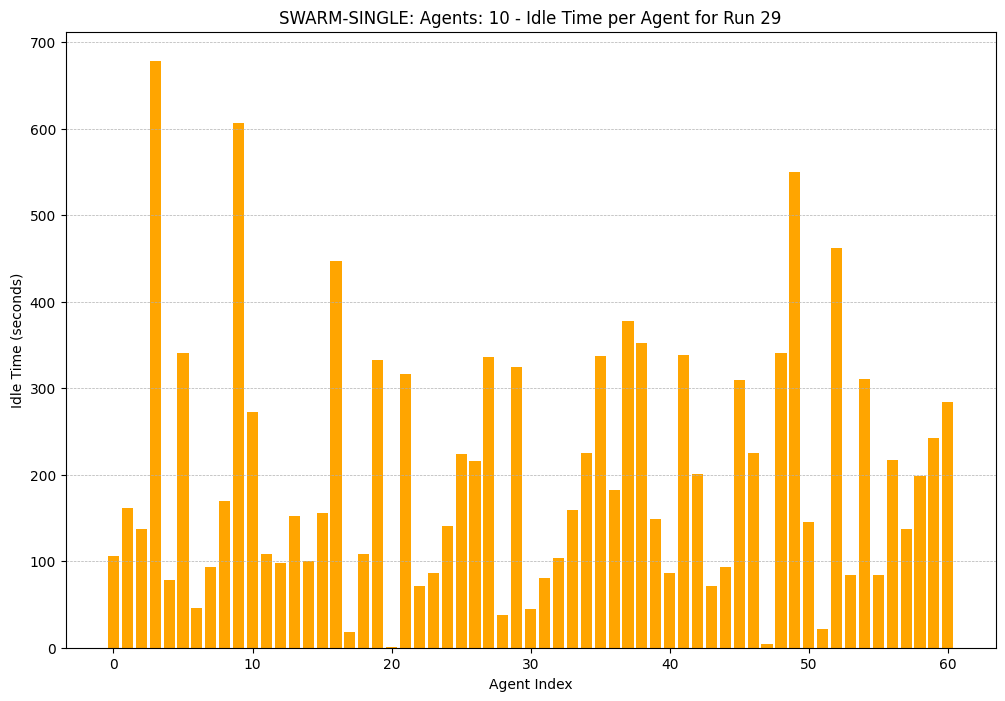 SWARM-SINGLE: Agents: 10 - Idle Time per Agent for Run 29
700
600
500
400
300
200
100
0
Idle Time (seconds)
0 10 20 30 40 50 60
Agent Index